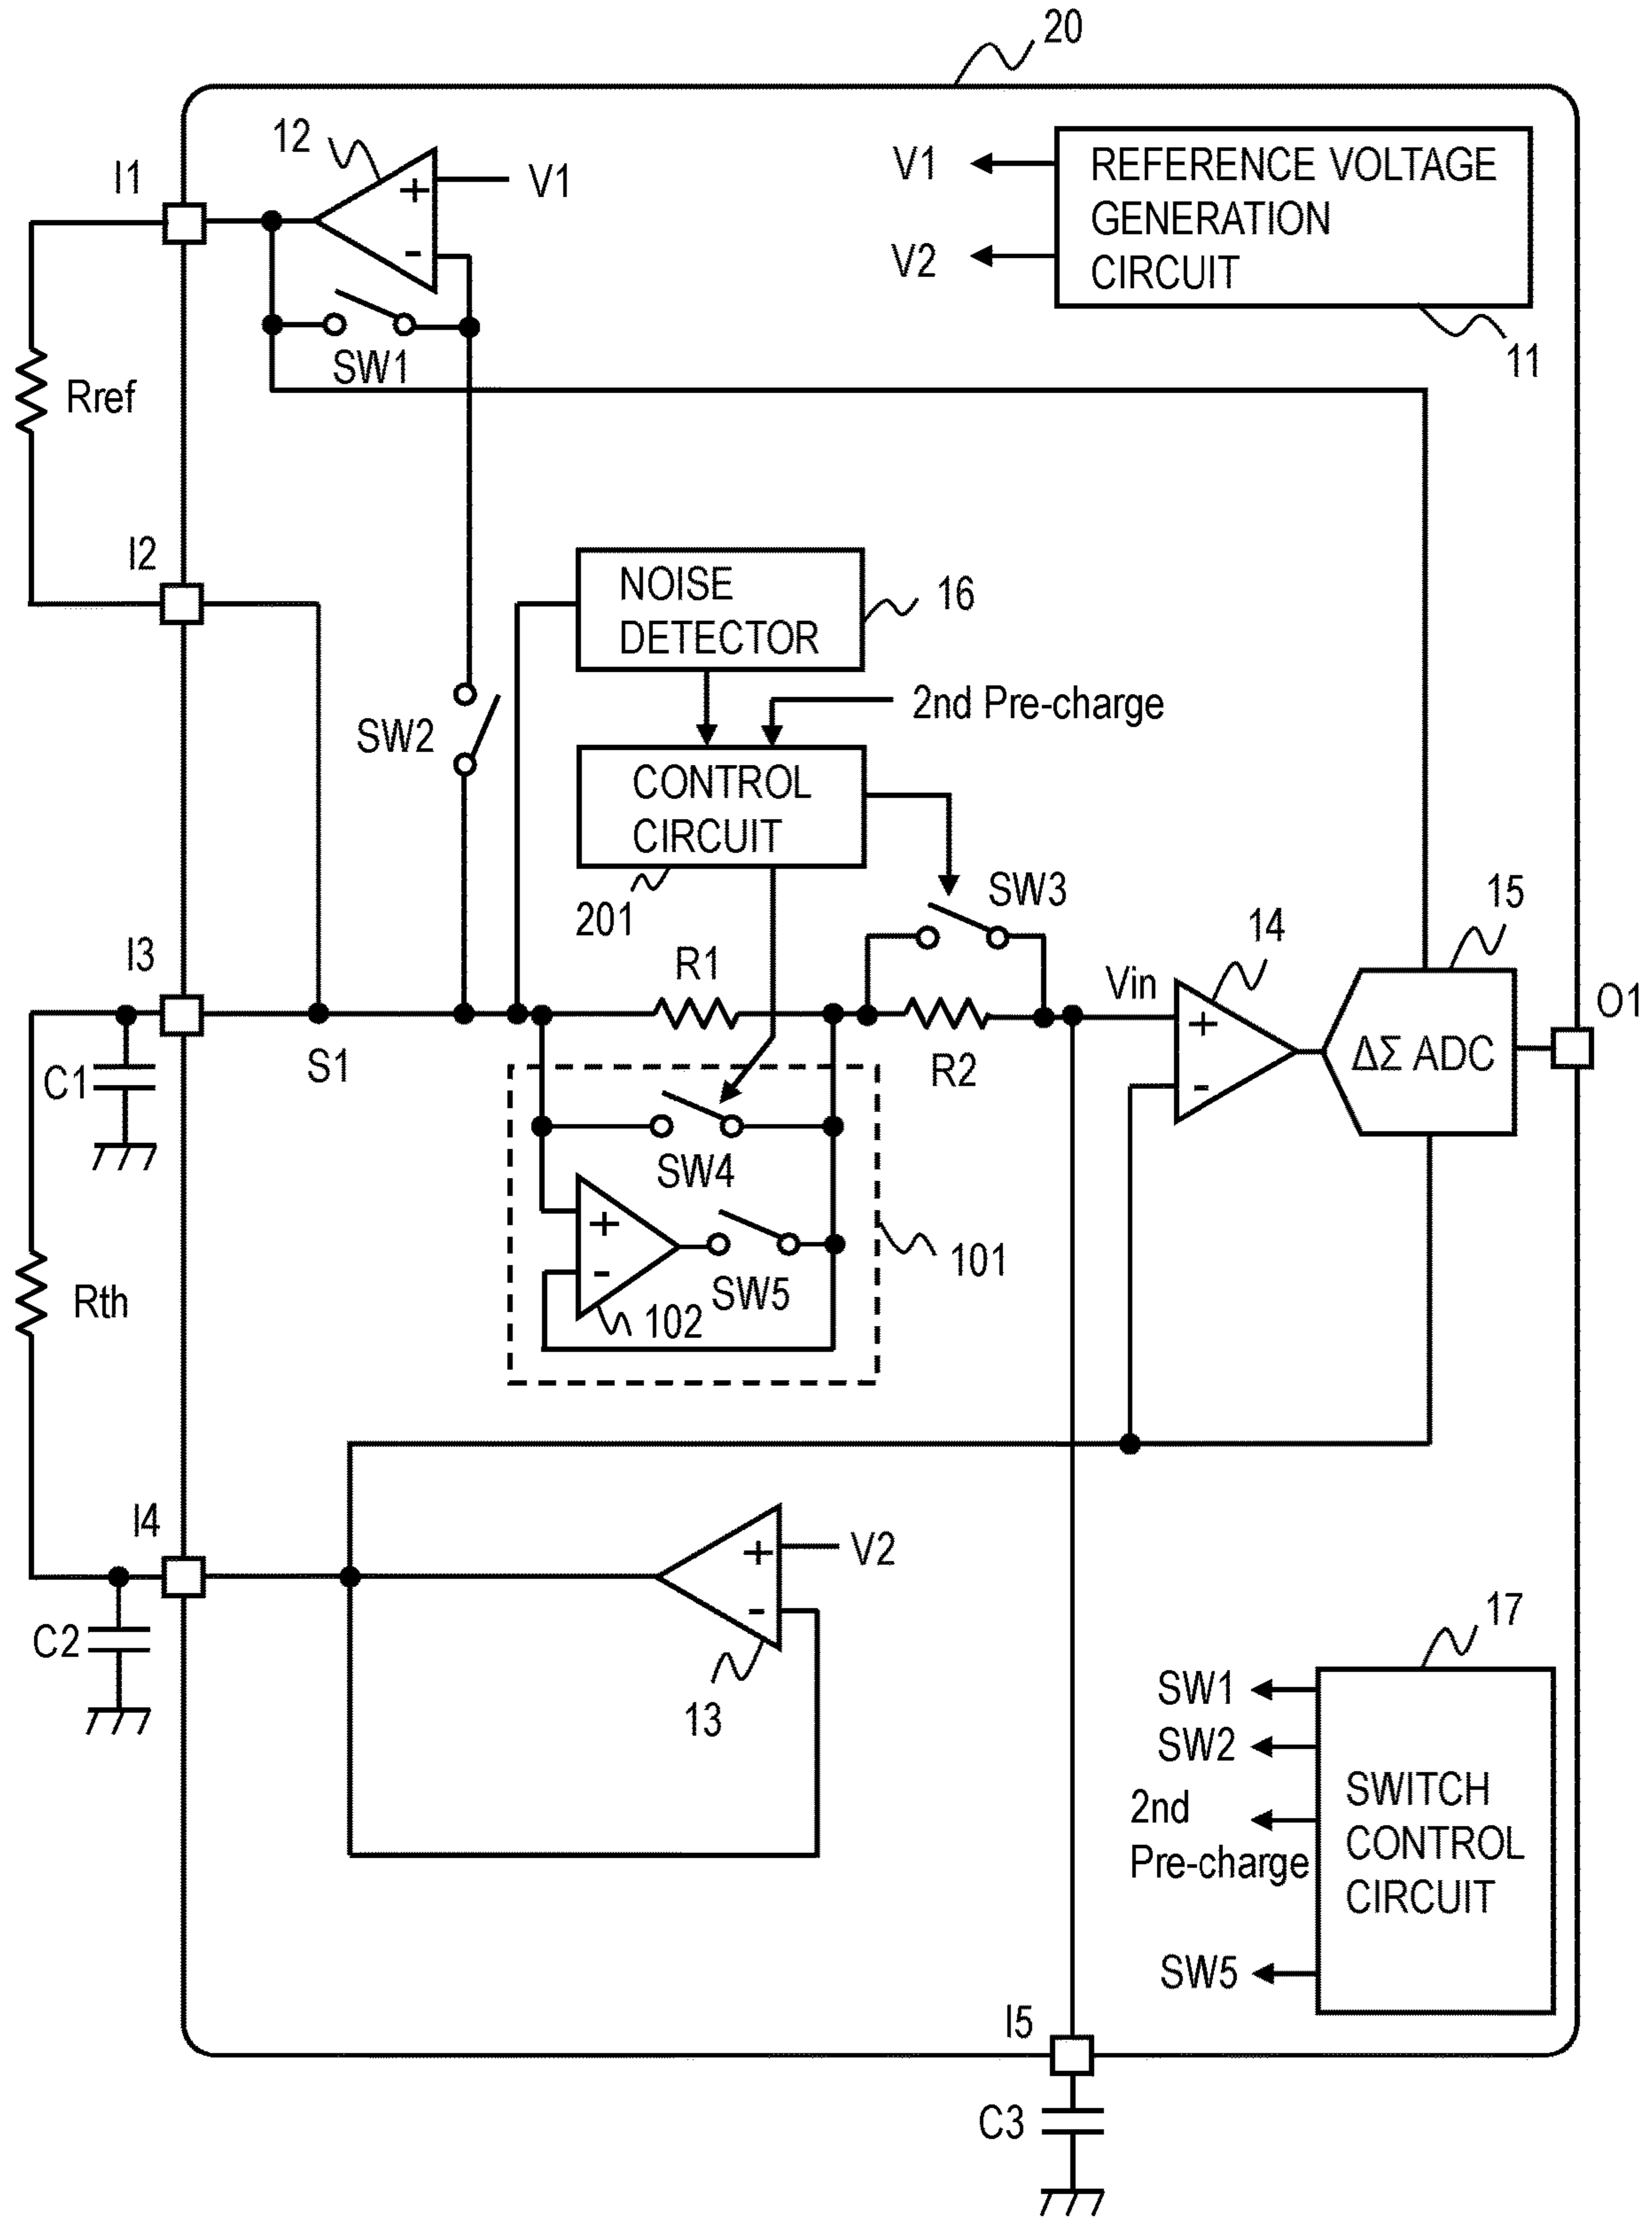 20
12
I1
+
V1
-
SW1
V1
V2
REFERENCE VOLTAGE
GENERATION
CIRCUIT
11
Rref
I2
NOISE
DETECTOR
16
SW2
2nd Pre-charge
CONTROL
CIRCUIT
201
SW3
15
14
I3
R1
Vin
O1
+
ΔΣ ADC
-
C1
S1
R2
SW4
+
-
SW5
101
102
Rth
I4
+
V2
-
13
C2
17
SW1
SW2
2nd
Pre-charge
SW5
SWITCH
CONTROL
CIRCUIT
I5
C3